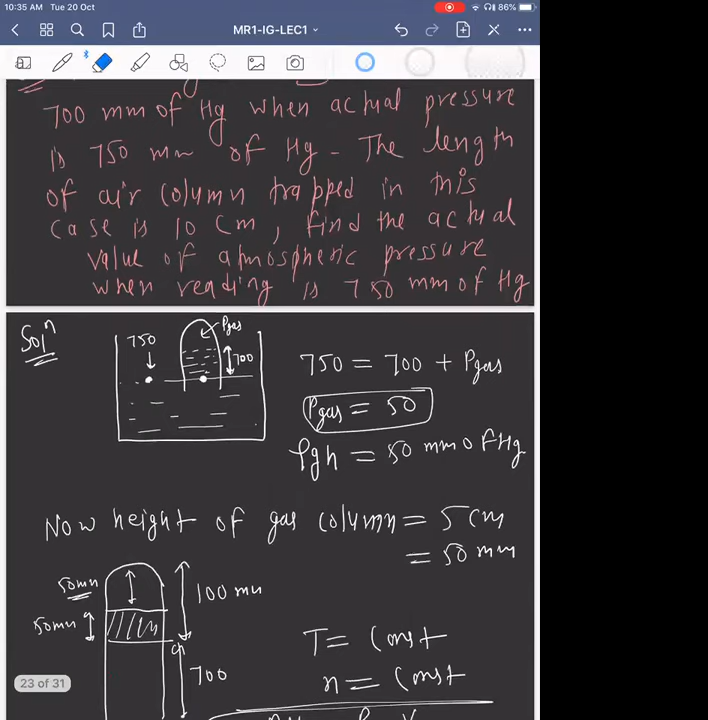 10:35 AM Tue 20 Oct
86%
MR1-IG-LEC1
700 mm of Hg when actual pressure
is 750 mm of Hg - The length
of air column trapped in this
case is 10 cm, find the actual
value of atmospheric pressure
when reading is 750 mm of Hg
Solⁿ
750
Pgas
700
750 = 700 + Pgas
Pgas = 50
ρgh = 50 mm of Hg
Now height of gas column = 5 cm
= 50 mm
50mm
100 mm
50mm
T = Const
n = Const
700
23 of 31